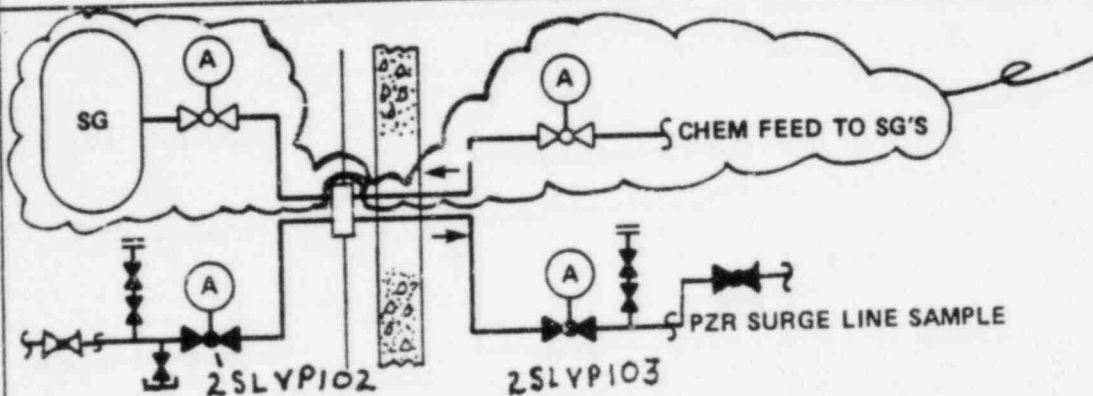 A
A
SG
CHEM FEED TO SG'S
A
A
PZR SURGE LINE SAMPLE
2SLVP102
2SLVP103